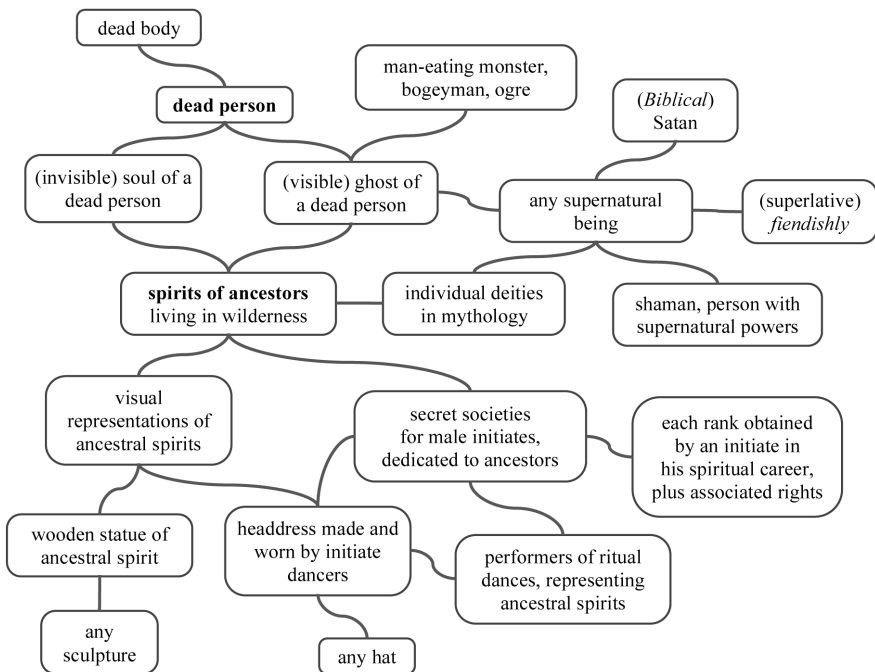 dead body
man-eating monster,
bogeyman, ogre
dead person
(Biblical)
Satan
(invisible) soul of a
dead person
(visible) ghost of
a dead person
any supernatural
being
(superlative)
fiendishly
spirits of ancestors
living in wilderness
individual deities
in mythology
shaman, person with
supernatural powers
visual
representations of
ancestral spirits
secret societies
for male initiates,
dedicated to ancestors
each rank obtained
by an initiate in
his spiritual career,
plus associated rights
wooden statue of
ancestral spirit
headdress made and
worn by initiate
dancers
performers of ritual
dances, representing
ancestral spirits
any
sculpture
any hat